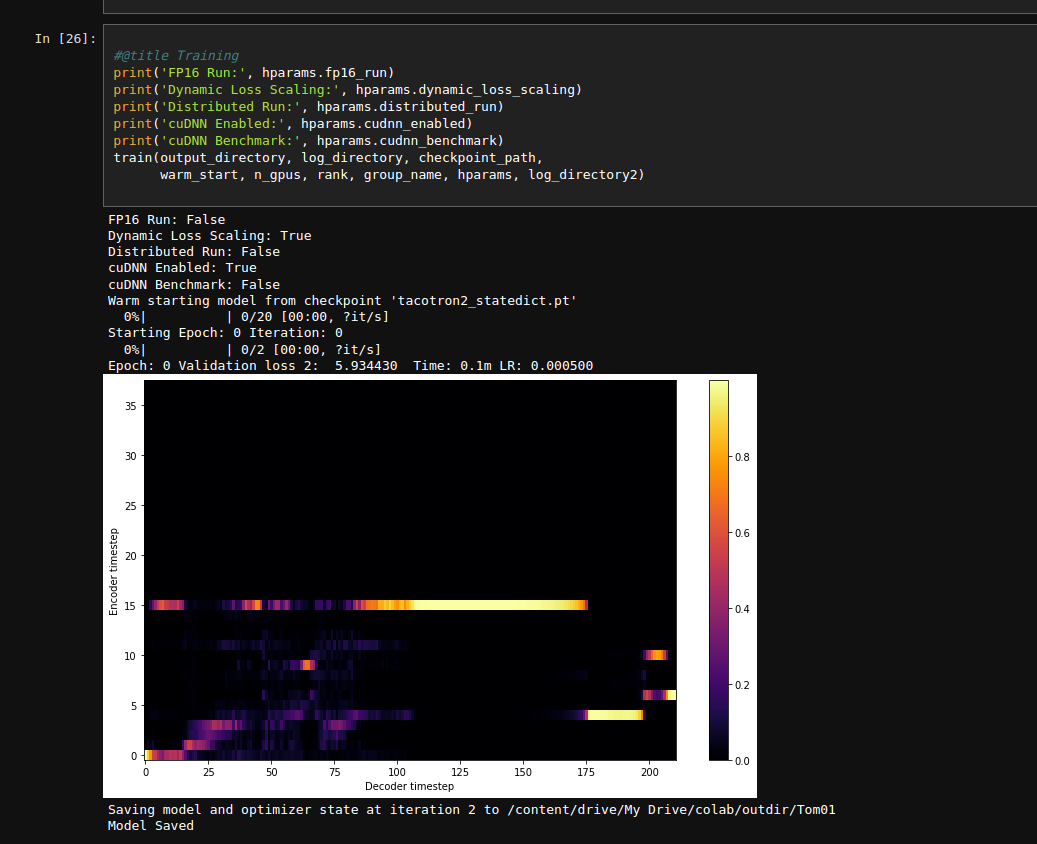 In [26]:
#@title Training
print('FP16 Run:', hparams.fp16_run)
print('Dynamic Loss Scaling:', hparams.dynamic_loss_scaling)
print('Distributed Run:', hparams.distributed_run)
print('cuDNN Enabled:', hparams.cudnn_enabled)
print('cuDNN Benchmark:', hparams.cudnn_benchmark)
train(output_directory, log_directory, checkpoint_path,
      warm_start, n_gpus, rank, group_name, hparams, log_directory2)
FP16 Run: False
Dynamic Loss Scaling: True
Distributed Run: False
cuDNN Enabled: True
cuDNN Benchmark: False
Warm starting model from checkpoint 'tacotron2_statedict.pt'
  0%|          | 0/20 [00:00, ?it/s]
Starting Epoch: 0 Iteration: 0
  0%|          | 0/2 [00:00, ?it/s]
Epoch: 0 Validation loss 2:  5.934430  Time: 0.1m LR: 0.000500
35
30
25
20
15
10
5
0
Encoder timestep
0 25 50 75 100 125 150 175 200
Decoder timestep
0.8
0.6
0.4
0.2
0.0
Saving model and optimizer state at iteration 2 to /content/drive/My Drive/colab/outdir/Tom01
Model Saved